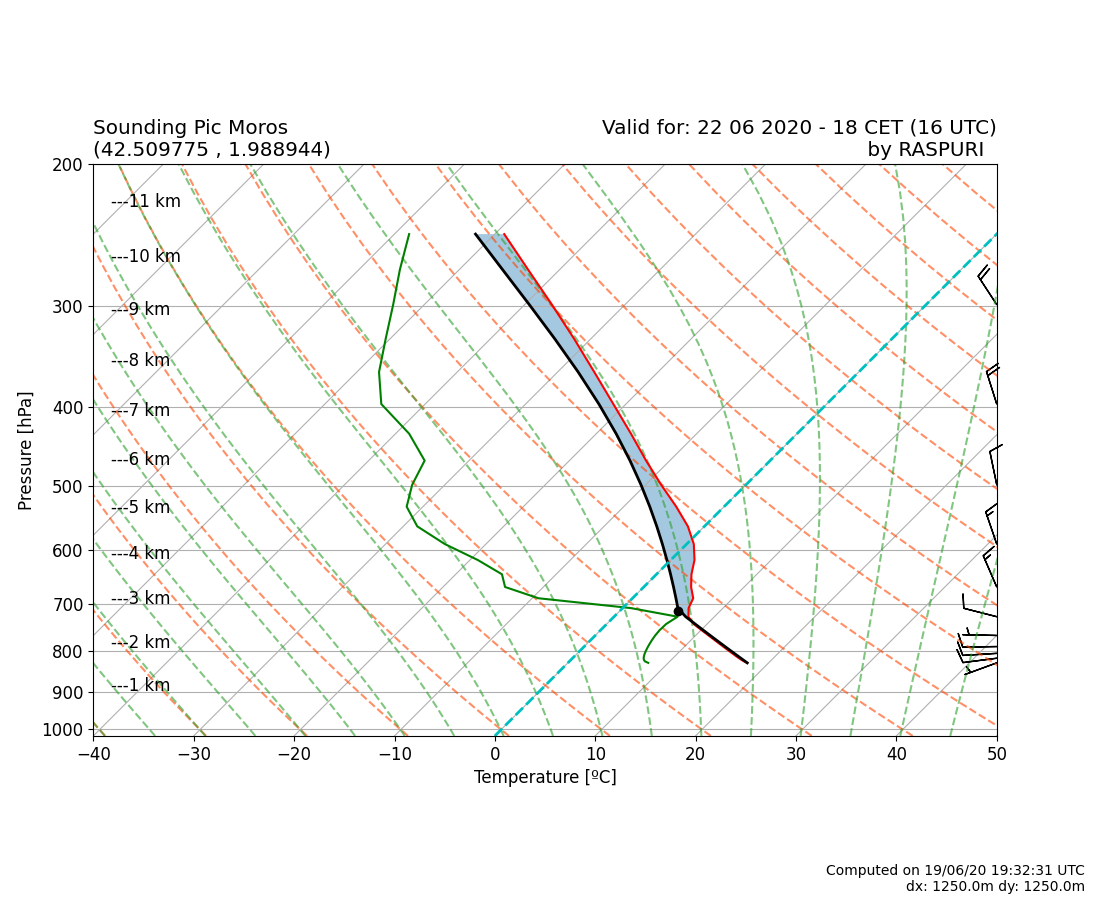 Sounding Pic Moros
(42.509775 , 1.988944)
Valid for: 22 06 2020 - 18 CET (16 UTC)
by RASPURI
200
300
400
500
600
700
800
900
1000
Pressure [hPa]
---11 km
---10 km
---9 km
---8 km
---7 km
---6 km
---5 km
---4 km
---3 km
---2 km
---1 km
−40 −30 −20 −10 0 10 20 30 40 50
Temperature [ºC]
Computed on 19/06/20 19:32:31 UTC
dx: 1250.0m dy: 1250.0m